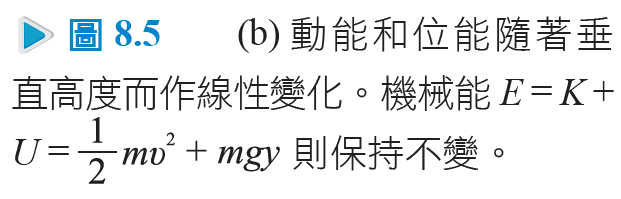 圖 8.5 (b) 動能和位能隨著垂
直高度而作線性變化。機械能 E = K +
U = 1/2 mv² + mgy 則保持不變。